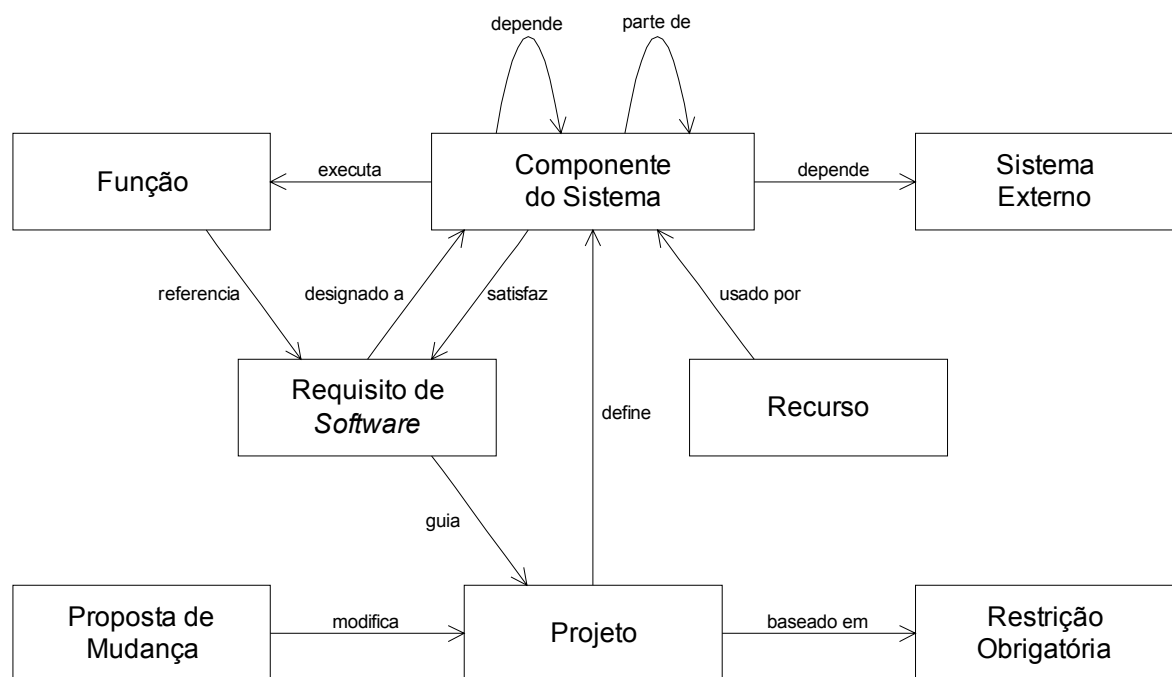 depende
parte de
Função
executa
Componente
do Sistema
depende
Sistema
Externo
referencia
designado a
satisfaz
usado por
Requisito de
Software
define
Recurso
guia
Proposta de
Mudança
modifica
Projeto
baseado em
Restrição
Obrigatória